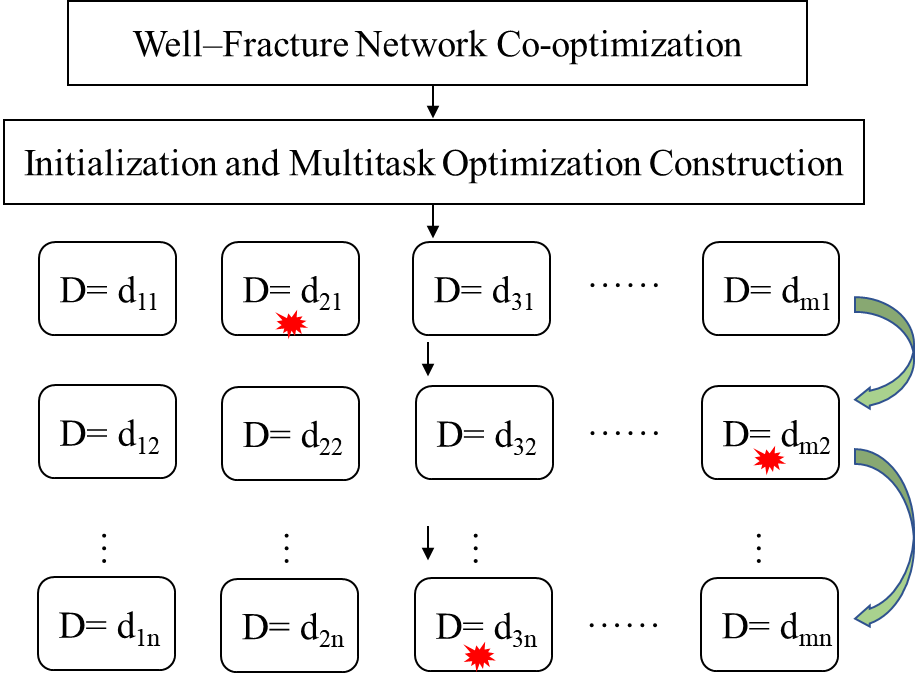 Well–Fracture Network Co-optimization
Initialization and Multitask Optimization Construction
D= d₁₁ D= d₂₁ D= d₃₁ ...... D= dₘ₁
D= d₁₂ D= d₂₂ D= d₃₂ ...... D= dₘ₂
⋮ ⋮ ⋮ ⋮
D= d₁ₙ D= d₂ₙ D= d₃ₙ ...... D= dₘₙ